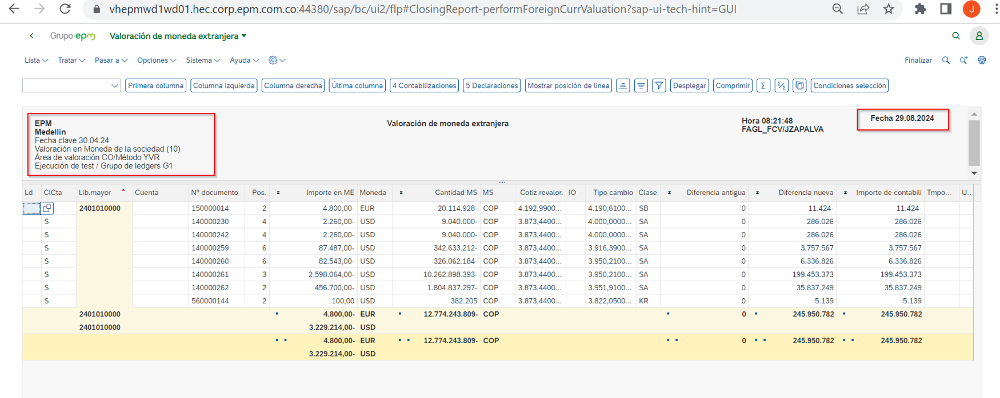 vhepmwd1wd01.hec.corp.epm.com.co:44380/sap/bc/ui2/flp#ClosingReport-performForeignCurrValuation?sap-ui-tech-hint=GUI
J
Grupo·epm Valoración de moneda extranjera
Lista Tratar Pasar a Opciones Sistema Ayuda Finalizar
Primera columna Columna izquierda Columna derecha Última columna 4 Contabilizaciones 5 Declaraciones Mostrar posición de línea Desplegar Comprimir Σ Condiciones selección
EPM Valoración de moneda extranjera Hora 08:21:48 Fecha 29.08.2024
Medellín FAGL_FCV/JZAPALVA
Fecha clave 30.04.24
Valoración en Moneda de la sociedad (10)
Área de valoración CO/Método YVR
Ejecución de test / Grupo de ledgers G1
Ld ClCta Lib.mayor Cuenta Nº documento Pos. Σ Importe en ME Moneda Σ Cantidad MS MS Cotiz.revalor. IO Tipo cambio Clase Σ Diferencia antigua Σ Diferencia nueva Σ Importe de contabili Tmpo... U..
2401010000 150000014 2 4.800,00- EUR 20.114.928- COP 4.192,9900... 4.190,6100... SB 0 11.424- 11.424-
S 140000230 4 2.260,00- USD 9.040.000- COP 3.873,4400... 4.000,0000... SA 0 286.026 286.026
S 140000242 4 2.260,00- USD 9.040.000- COP 3.873,4400... 4.000,0000... SA 0 286.026 286.026
S 140000259 6 87.487,00- USD 342.633.212- COP 3.873,4400... 3.916,3900... SA 0 3.757.567 3.757.567
S 140000260 6 82.543,00- USD 326.062.184- COP 3.873,4400... 3.950,2100... SA 0 6.336.826 6.336.826
S 140000261 3 2.598.064,00- USD 10.262.898.393- COP 3.873,4400... 3.950,2100... SA 0 199.453.373 199.453.373
S 140000262 2 456.700,00- USD 1.804.837.297- COP 3.873,4400... 3.951,9100... SA 0 35.837.249 35.837.249
S 560000144 2 100,00 USD 382.205 COP 3.873,4400... 3.822,0500... KR 0 5.139 5.139
2401010000 4.800,00- EUR 12.774.243.809- COP 0 245.950.782 245.950.782
2401010000 3.229.214,00- USD
4.800,00- EUR 12.774.243.809- COP 0 245.950.782 245.950.782
3.229.214,00- USD